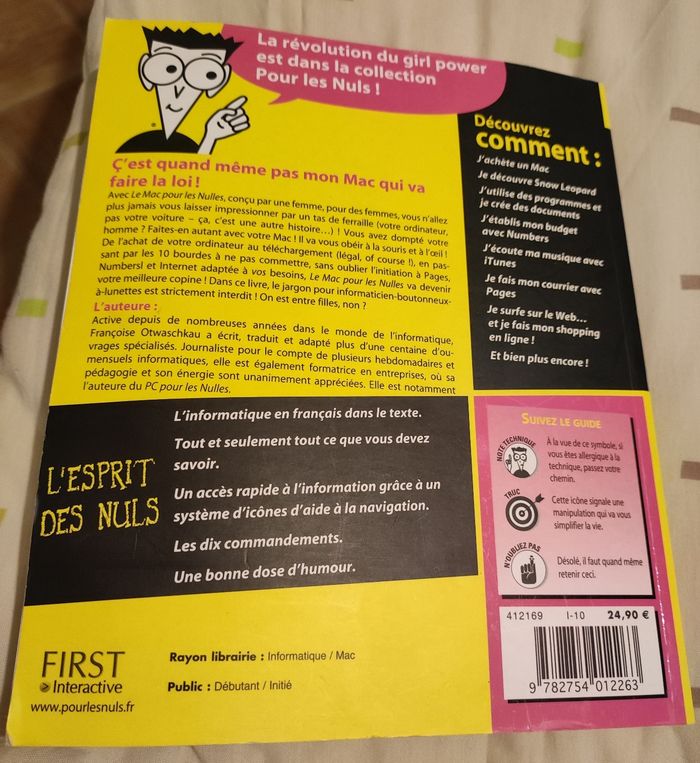 La révolution du girl power
est dans la collection
Pour les Nuls !
Ç'est quand même pas mon Mac qui va
faire la loi !
Avec Le Mac pour les Nulles, conçu par une femme, pour des femmes, vous n'allez
plus jamais vous laisser impressionner par un tas de ferraille (votre ordinateur,
pas votre voiture – ça, c'est une autre histoire…) ! Vous avez dompté votre
homme ? Faites-en autant avec votre Mac ! Il va vous obéir à la souris et à l'œil !
De l'achat de votre ordinateur au téléchargement (légal, of course !), en pas-
sant par les 10 bourdes à ne pas commettre, sans oublier l'initiation à Pages,
Numbersl et Internet adaptée à vos besoins, Le Mac pour les Nulles va devenir
votre meilleure copine ! Dans ce livre, le jargon pour informaticien-boutonneux-
à-lunettes est strictement interdit ! On est entre filles, non ?
L'auteure :
Active depuis de nombreuses années dans le monde de l'informatique,
Françoise Otwaschkau a écrit, traduit et adapté plus d'une centaine d'ou-
vrages spécialisés. Journaliste pour le compte de plusieurs hebdomadaires et
mensuels informatiques, elle est également formatrice en entreprises, où sa
pédagogie et son énergie sont unanimement appréciées. Elle est notamment
l'auteure du PC pour les Nulles.
Découvrez
comment :
J'achète un Mac
Je découvre Snow Leopard
J'utilise des programmes et
je crée des documents
J'établis mon budget
avec Numbers
J'écoute ma musique avec
iTunes
Je fais mon courrier avec
Pages
Je surfe sur le Web…
et je fais mon shopping
en ligne !
Et bien plus encore !
L'ESPRIT
DES NULS
L'informatique en français dans le texte.
Tout et seulement tout ce que vous devez
savoir.
Un accès rapide à l'information grâce à un
système d'icônes d'aide à la navigation.
Les dix commandements.
Une bonne dose d'humour.
SUIVEZ LE GUIDE
NOTE TECHNIQUE
À la vue de ce symbole, si
vous êtes allergique à la
technique, passez votre
chemin.
TRUC
Cette icône signale une
manipulation qui va vous
simplifier la vie.
N'OUBLIEZ PAS
Désolé, il faut quand même
retenir ceci.
FIRST
Interactive
www.pourlesnuls.fr
Rayon librairie : Informatique / Mac
Public : Débutant / Initié
412169 I-10 24,90 €
9 782754 012263